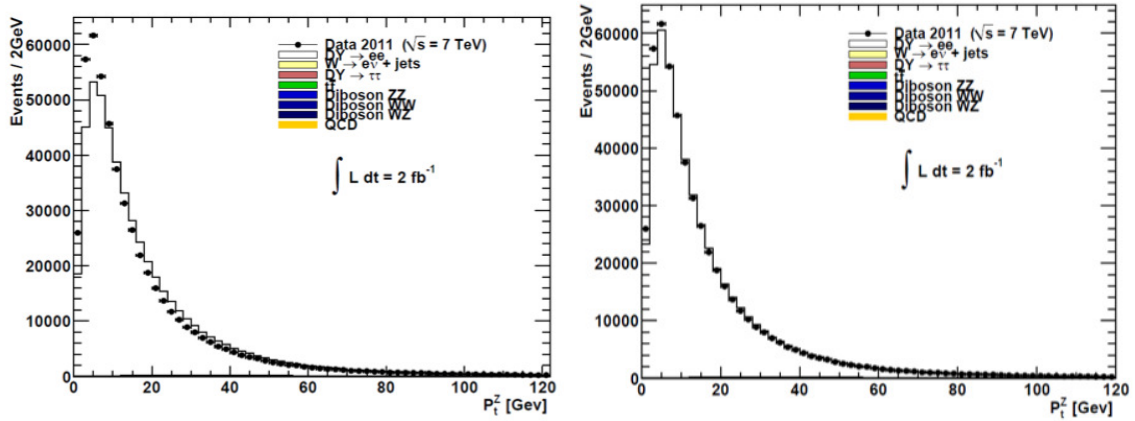 Events / 2GeV
60000
50000
40000
30000
20000
10000
0
Data 2011 (√s = 7 TeV)
DY → ee
W → eν + jets
DY → ττ
tt̄
Diboson ZZ
Diboson WW
Diboson WZ
QCD
∫ L dt = 2 fb⁻¹
0 20 40 60 80 100 120
P_t^Z [Gev]
Events / 2GeV
60000
50000
40000
30000
20000
10000
0
Data 2011 (√s = 7 TeV)
DY → ee
W → eν + jets
DY → ττ
tt̄
Diboson ZZ
Diboson WW
Diboson WZ
QCD
∫ L dt = 2 fb⁻¹
0 20 40 60 80 100 120
P_t^Z [Gev]